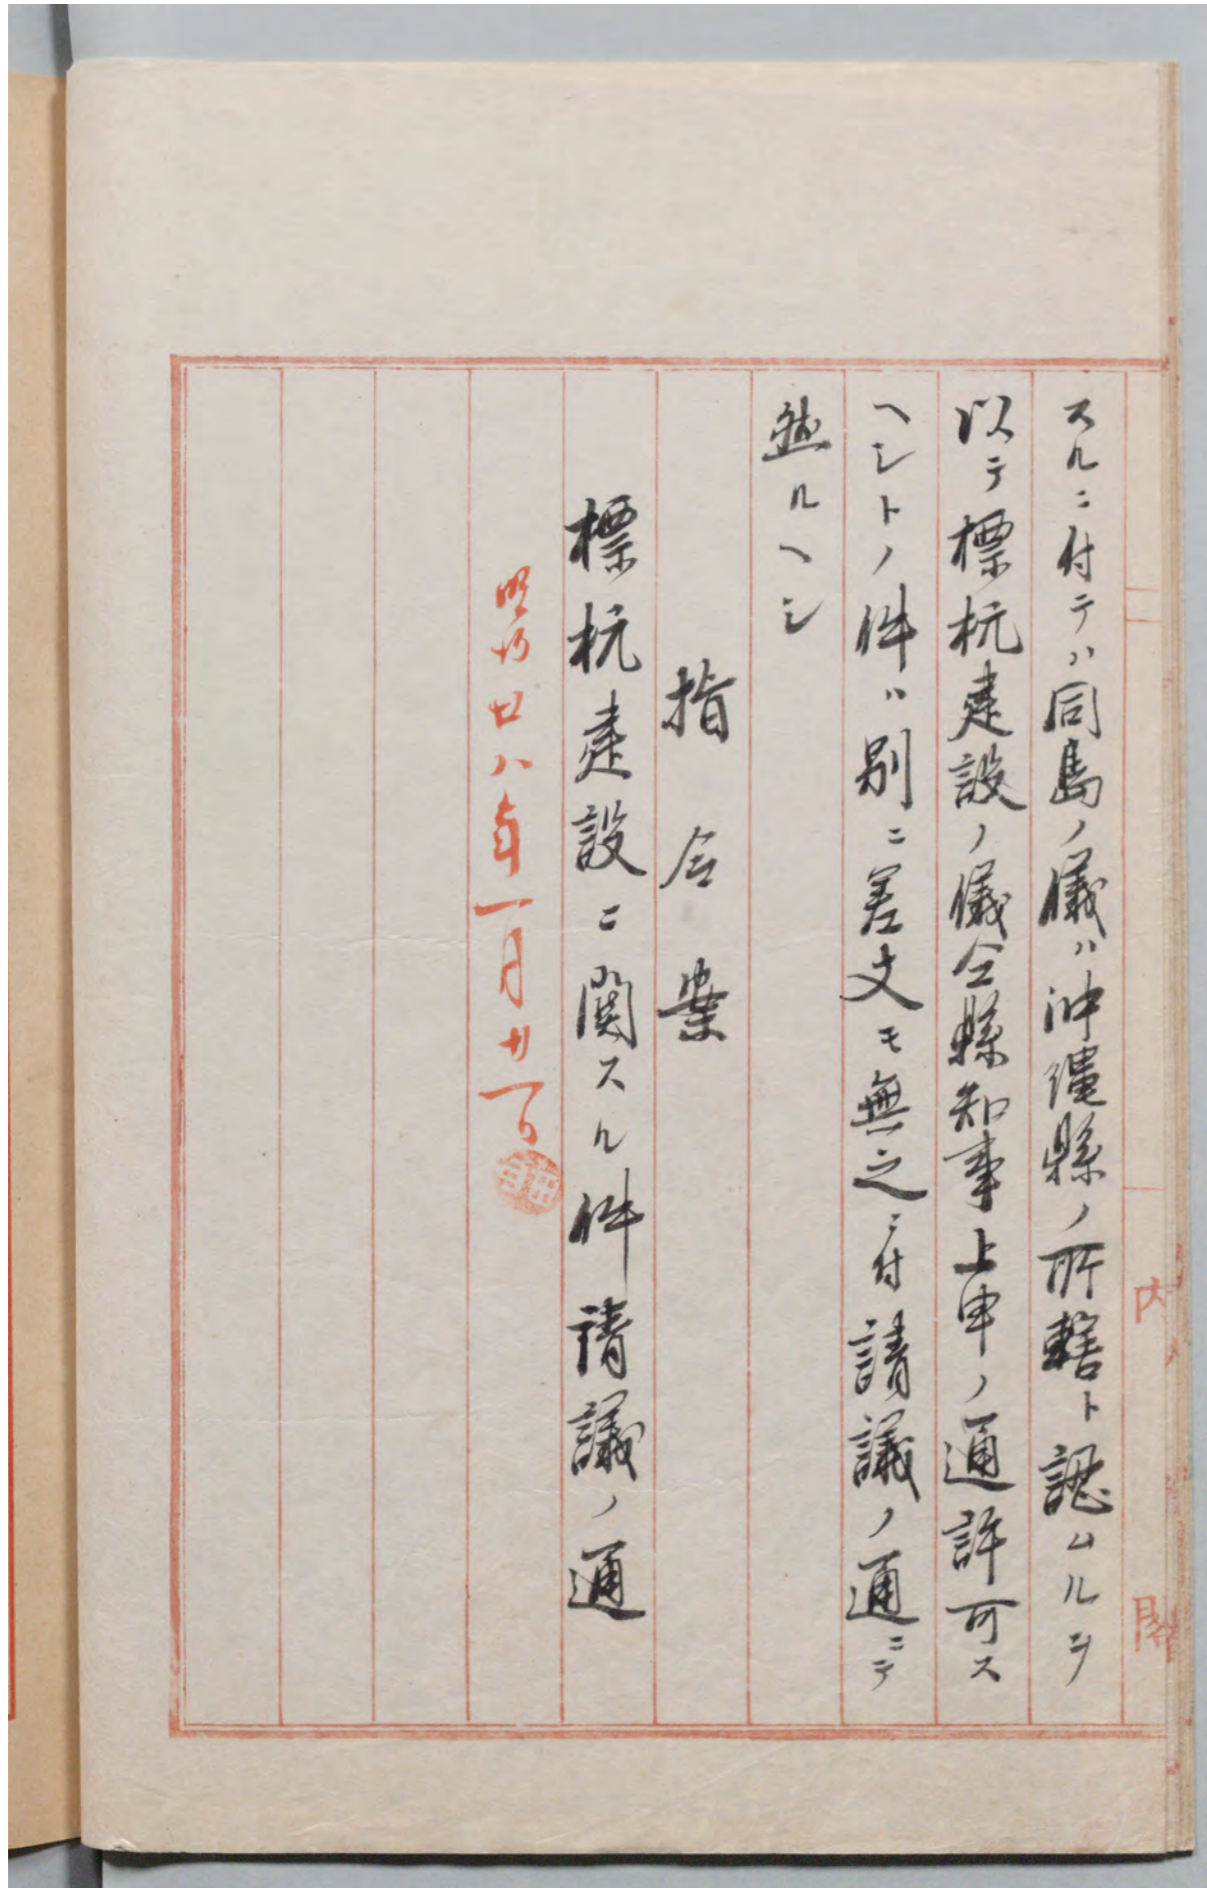 スルニ付テハ同島ノ儀ハ沖縄縣ノ所轄ト認ムルヲ
以テ標杭建設ノ儀仝縣知事上申ノ通許可ス
ヘシトノ件ハ別ニ差支モ無之ニ付請議ノ通ニテ
然ルヘシ
指令案
標杭建設ニ関スル件請議ノ通
明治廿八年一月廿一日
内閣